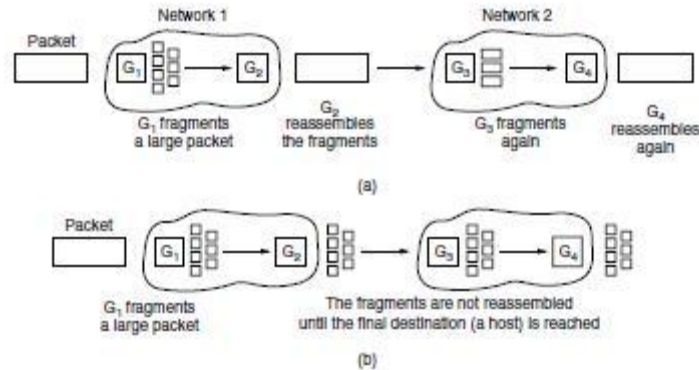 Network 1
Network 2
Packet
G1
G2
G3
G4
G1 fragments
a large packet
G2
reassembles
the fragments
G3 fragments
again
G4
reassembles
again
(a)
Packet
G1
G2
G3
G4
G1 fragments
a large packet
The fragments are not reassembled
until the final destination (a host) is reached
(b)